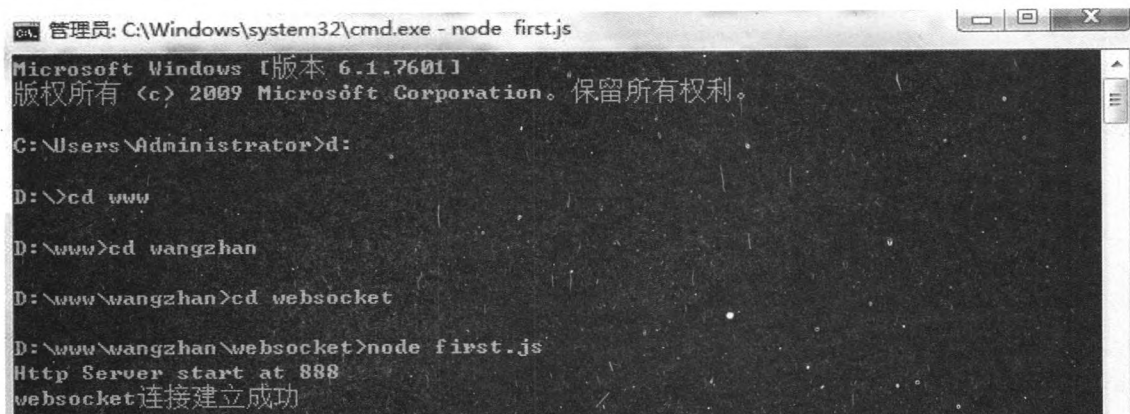 管理员: C:\Windows\system32\cmd.exe - node first.js
Microsoft Windows [版本 6.1.7601]
版权所有 <c> 2009 Microsoft Corporation。保留所有权利。
C:\Users\Administrator>d:
D:\>cd www
D:\www>cd wangzhan
D:\www\wangzhan>cd websocket
D:\www\wangzhan\websocket>node first.js
Http Server start at 888
websocket连接建立成功